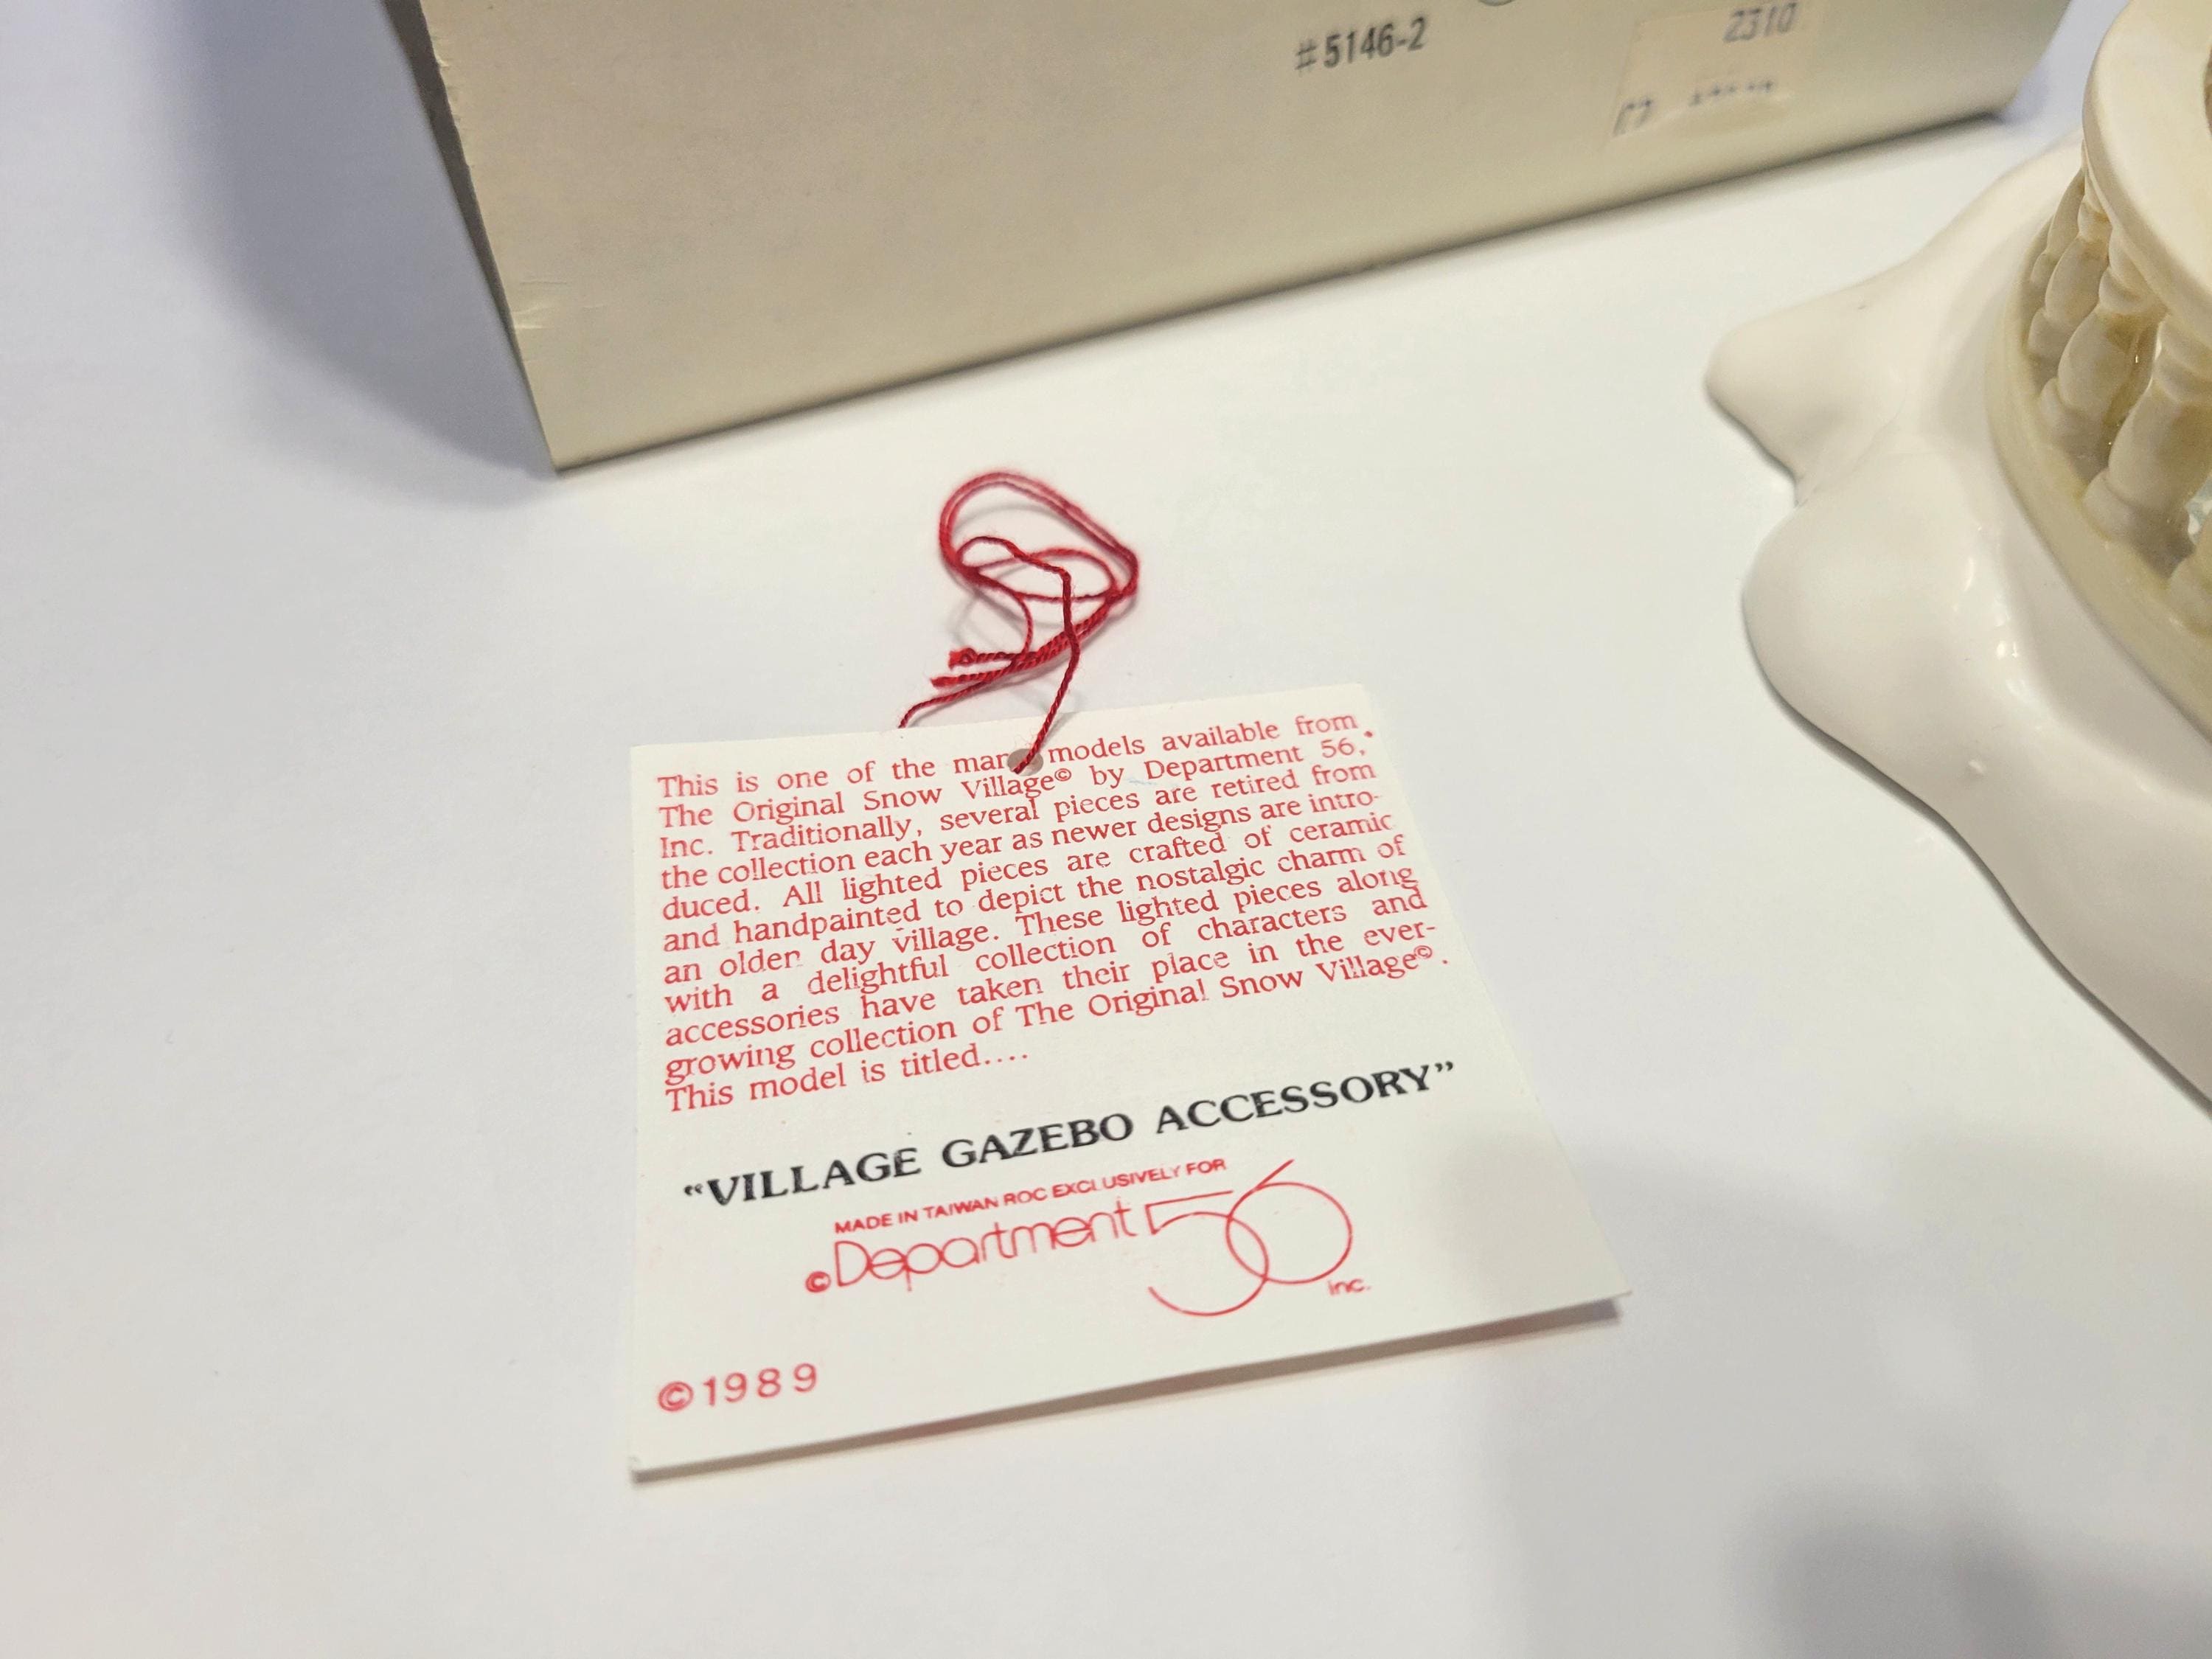 #5146-2
2310
This is one of the many models available from
The Original Snow Village© by Department 56,
Inc. Traditionally, several pieces are retired from
the collection each year as newer designs are intro-
duced. All lighted pieces are crafted of ceramic
and handpainted to depict the nostalgic charm of
an older day village. These lighted pieces along
with a delightful collection of characters and
accessories have taken their place in the ever-
growing collection of The Original Snow Village©.
This model is titled....
“VILLAGE GAZEBO ACCESSORY”
MADE IN TAIWAN ROC EXCLUSIVELY FOR
©Department 56
inc.
©1989